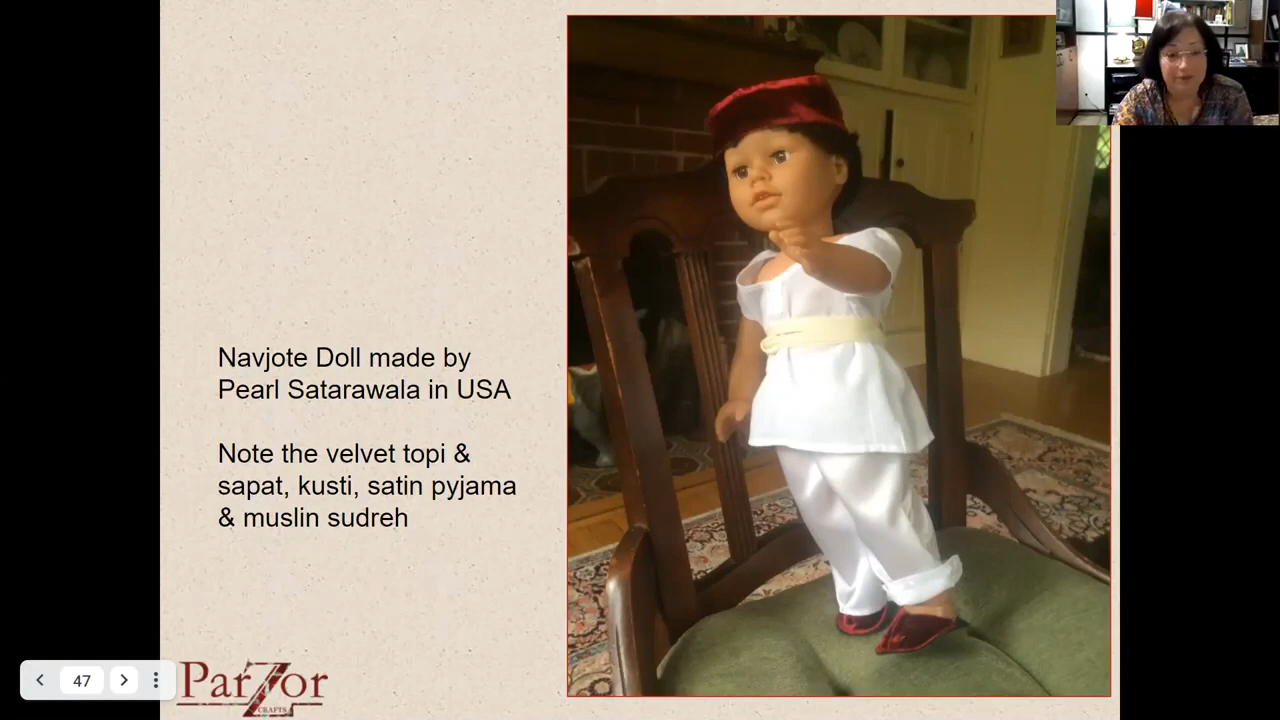 Navjote Doll made by
Pearl Satarawala in USA
Note the velvet topi &
sapat, kusti, satin pyjama
& muslin sudreh
47
ParZor
CRAFTS